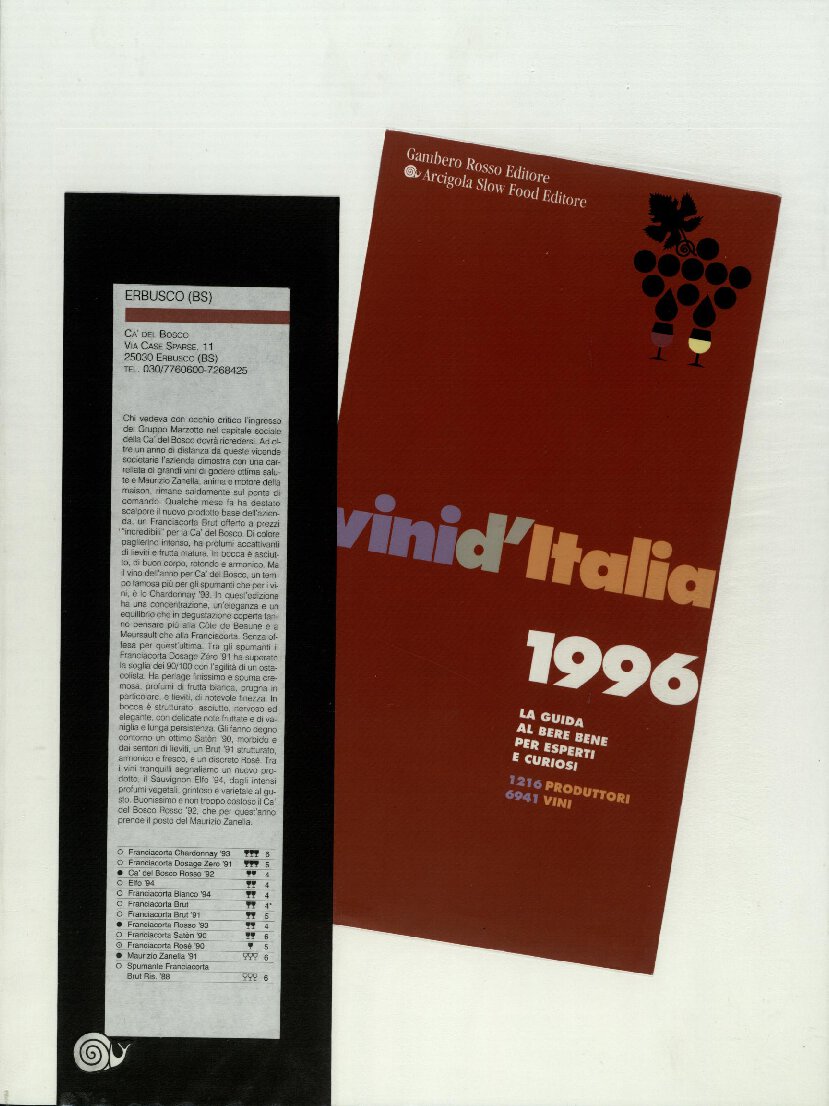 Gambero Rosso Editore
Arcigola Slow Food Editore
vini d'Italia
1996
LA GUIDA
AL BERE BENE
PER ESPERTI
E CURIOSI
1216 PRODUTTORI
6941 VINI
ERBUSCO (BS)
CA' DEL BOSCO
VIA CASE SPARSE, 11
25030 ERBUSCO (BS)
TEL. 030/7760600-7268425
Chi vedeva con occhio critico l'ingresso
del Gruppo Marzotto nel capitale sociale
della Ca' del Bosco dovrà ricredersi. Ad ol-
tre un anno di distanza da queste vicende
societarie l'azienda dimostra con una car-
rellata di grandi vini di godere ottima salu-
te e Maurizio Zanella, anima e motore della
maison, rimane saldamente sul ponte di
comando. Qualche mese fa ha destato
scalpore il nuovo prodotto base dell'azien-
da, un Franciacorta Brut offerto a prezzi
"incredibili" per la Ca' del Bosco. Di colore
paglierino intenso, ha profumi accattivanti
di lieviti e frutta matura. In bocca è asciut-
to, di buon corpo, rotondo e armonico. Ma
il vino dell'anno per Ca' del Bosco, un tem-
po famosa più per gli spumanti che per i vi-
ni, è lo Chardonnay '93. In quest'edizione
ha una concentrazione, un'eleganza e un
equilibrio che in degustazione coperta fan-
no pensare più alla Côte de Beaune e a
Meursault che alla Franciacorta. Senza of-
fesa per quest'ultima. Tra gli spumanti il
Franciacorta Dosage Zero '91 ha superato
la soglia dei 90/100 con l'agilità di un osta-
colista. Ha perlage finissimo e spuma cre-
mosa, profumi di frutta bianca, prugna in
particolare, e lieviti, di notevole finezza. In
bocca è strutturato, asciutto, nervoso ed
elegante, con delicate note fruttate e di va-
niglia e lunga persistenza. Gli fanno degno
contorno un ottimo Satèn '90, morbido e
dai sentori di lieviti, un Brut '91 strutturato,
armonico e fresco, e un discreto Rosé. Tra
i vini tranquilli segnaliamo un nuovo pro-
dotto, il Sauvignon Elfo '94, dagli intensi
profumi vegetali, grintoso e varietale al gu-
sto. Buonissimo e non troppo costoso il Ca'
del Bosco Rosso '92, che per quest'anno
prende il posto del Maurizio Zanella.
Franciacorta Chardonnay '93 5
Franciacorta Dosage Zero '91 5
Ca' del Bosco Rosso '92 4
Elfo '94 4
Franciacorta Bianco '94 4
Franciacorta Brut 4*
Franciacorta Brut '91 5
Franciacorta Rosso '93 4
Franciacorta Satèn '90 6
Franciacorta Rosé '90 5
Maurizio Zanella '91 6
Spumante Franciacorta
Brut Ris. '88 6